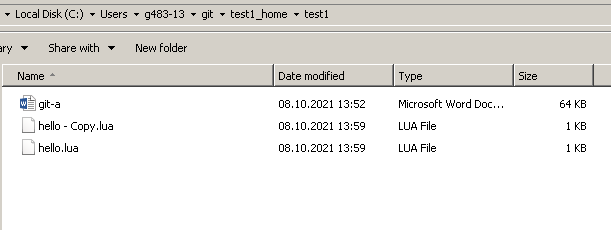 Local Disk (C:) Users g483-13 git test1_home test1
ary Share with New folder
Name Date modified Type Size
git-a 08.10.2021 13:52 Microsoft Word Doc... 64 KB
hello - Copy.lua 08.10.2021 13:59 LUA File 1 KB
hello.lua 08.10.2021 13:59 LUA File 1 KB